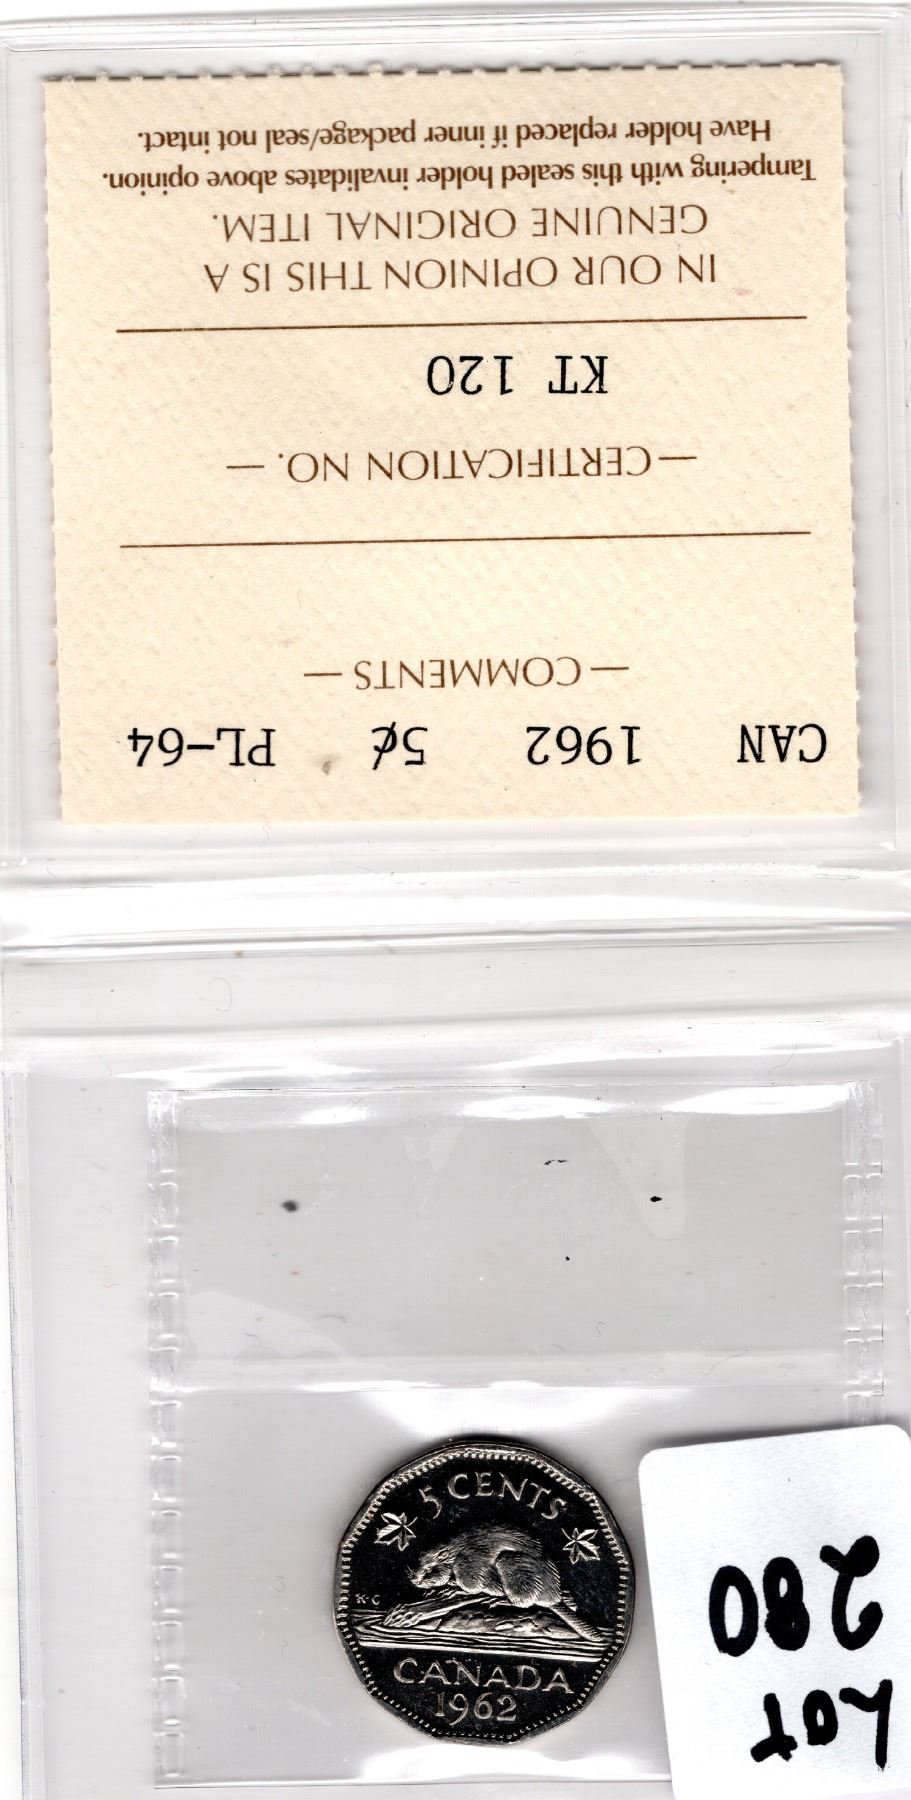 CAN 1962 5¢ PL-64
— COMMENTS —
— CERTIFICATION NO. —
KT 120
IN OUR OPINION THIS IS A
GENUINE ORIGINAL ITEM.
Tampering with this sealed holder invalidates above opinion.
Have holder replaced if inner package/seal not intact.
5 CENTS
K·G
CANADA
1962
Lot
280